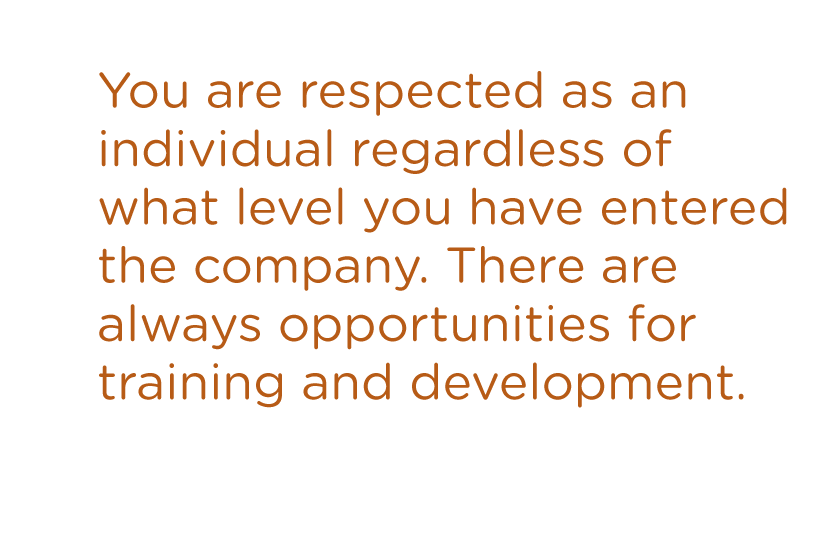 You are respected as an
individual regardless of
what level you have entered
the company. There are
always opportunities for
training and development.